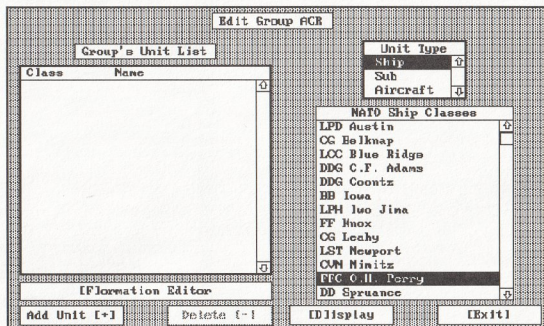 Edit Group ACR
Group's Unit List
Class Name
Unit Type
Ship
Sub
Aircraft
NATO Ship Classes
LPD Austin
CG Belknap
LCC Blue Ridge
DDG C.F. Adams
DDG Coontz
BB Iowa
LPH Iwo Jima
FF Knox
CG Leahy
LST Newport
CVN Nimitz
FFG O.H. Perry
DD Spruance
[F]ormation Editor
Add Unit [+]
Delete [-]
[D]isplay
[Exit]